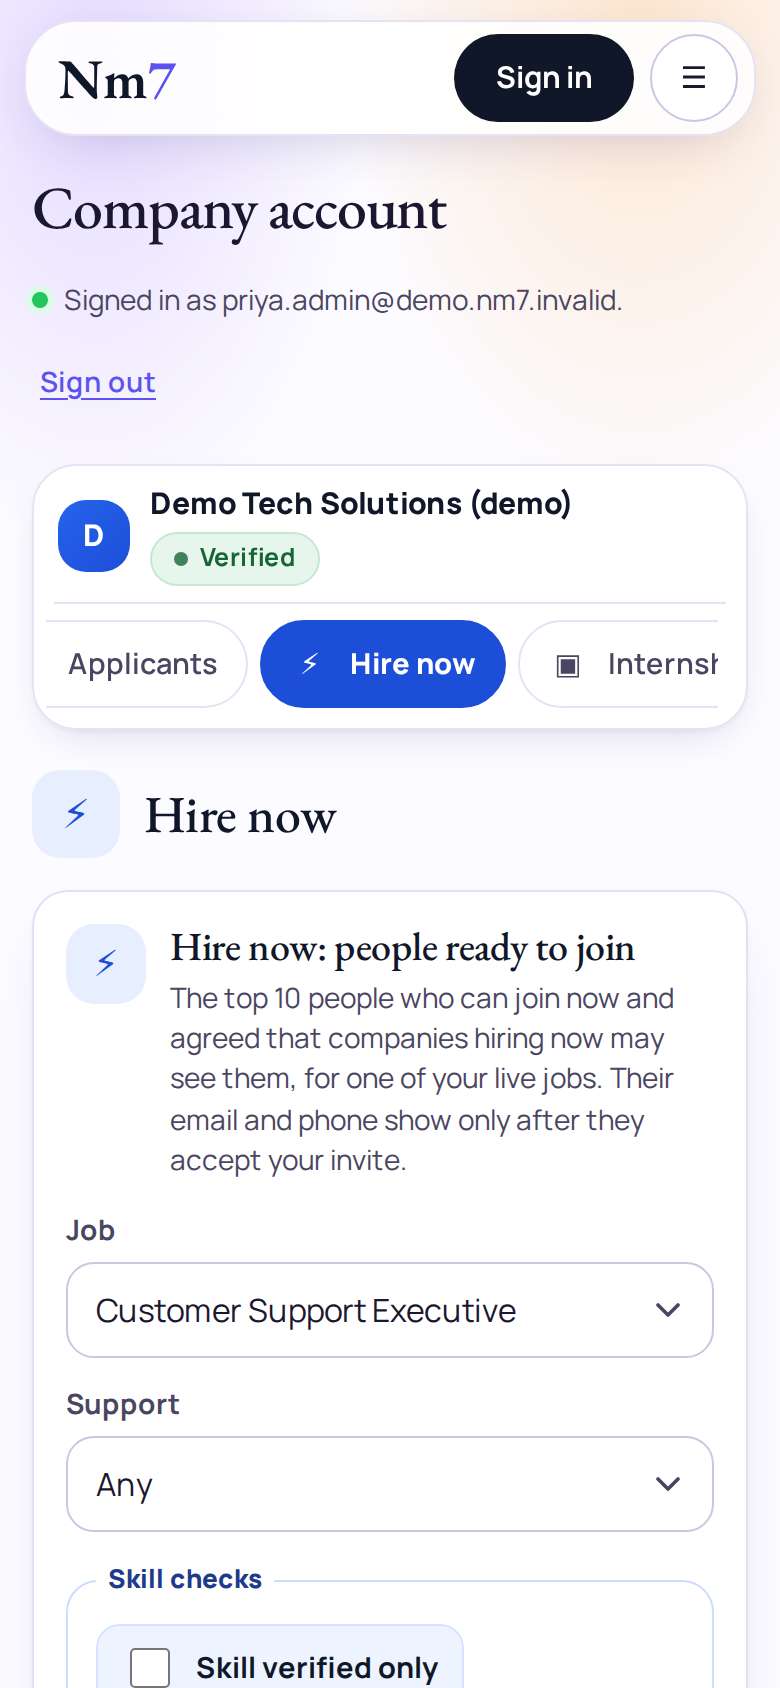 Nm7
Sign in
☰
Company account
Signed in as priya.admin@demo.nm7.invalid.
Sign out
D
Demo Tech Solutions (demo)
Verified
Applicants
⚡ Hire now
▣ Internsh
⚡ Hire now
⚡ Hire now: people ready to join
The top 10 people who can join now and
agreed that companies hiring now may
see them, for one of your live jobs. Their
email and phone show only after they
accept your invite.
Job
Customer Support Executive
Support
Any
Skill checks
Skill verified only